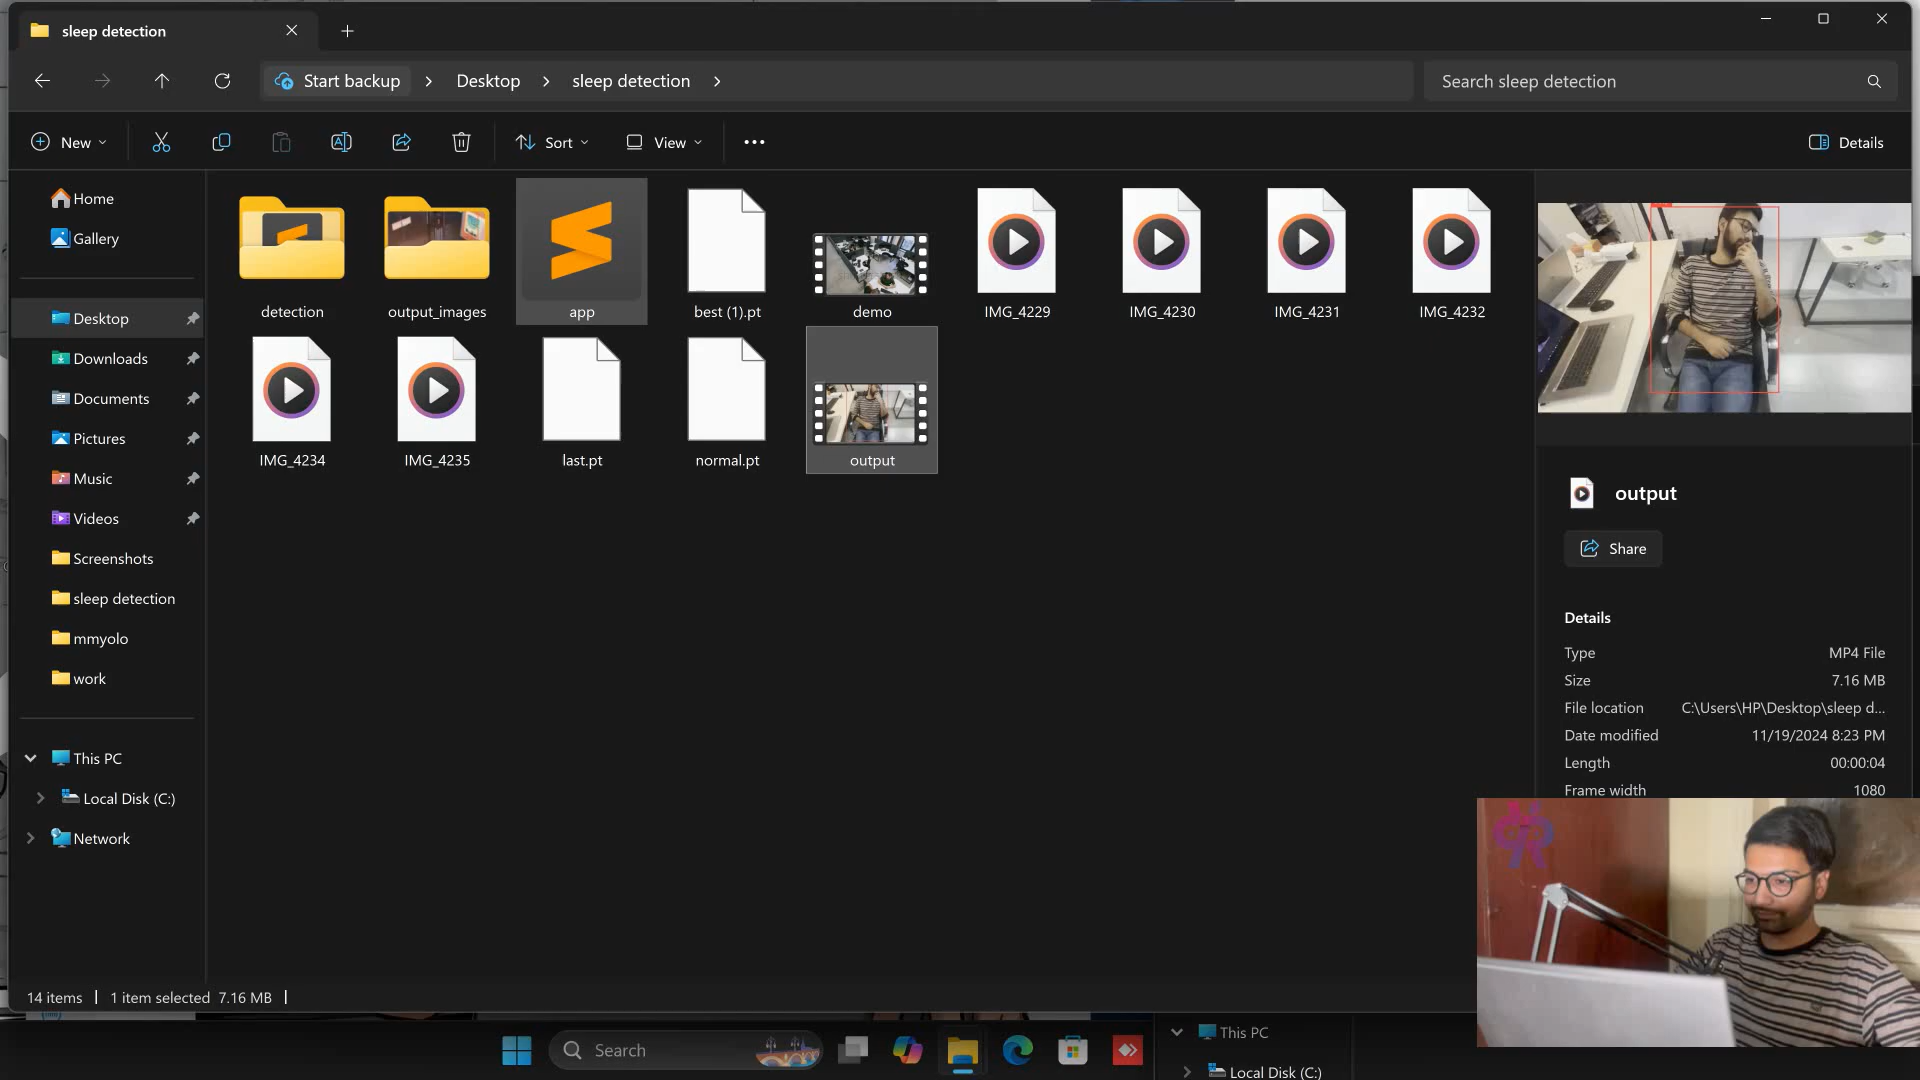 sleep detection
Start backup
Desktop
sleep detection
Search sleep detection
New
Sort
View
Details
Home
Gallery
Desktop
Downloads
Documents
Pictures
Music
Videos
Screenshots
sleep detection
mmyolo
work
This PC
Local Disk (C:)
Network
detection
output_images
app
best (1).pt
demo
IMG_4229
IMG_4230
IMG_4231
IMG_4232
IMG_4234
IMG_4235
last.pt
normal.pt
output
output
Share
Details
Type MP4 File
Size 7.16 MB
File location C:\Users\HP\Desktop\sleep d...
Date modified 11/19/2024 8:23 PM
Length 00:00:04
Frame width 1080
14 items 1 item selected 7.16 MB
Search
This PC
Local Disk (C:)